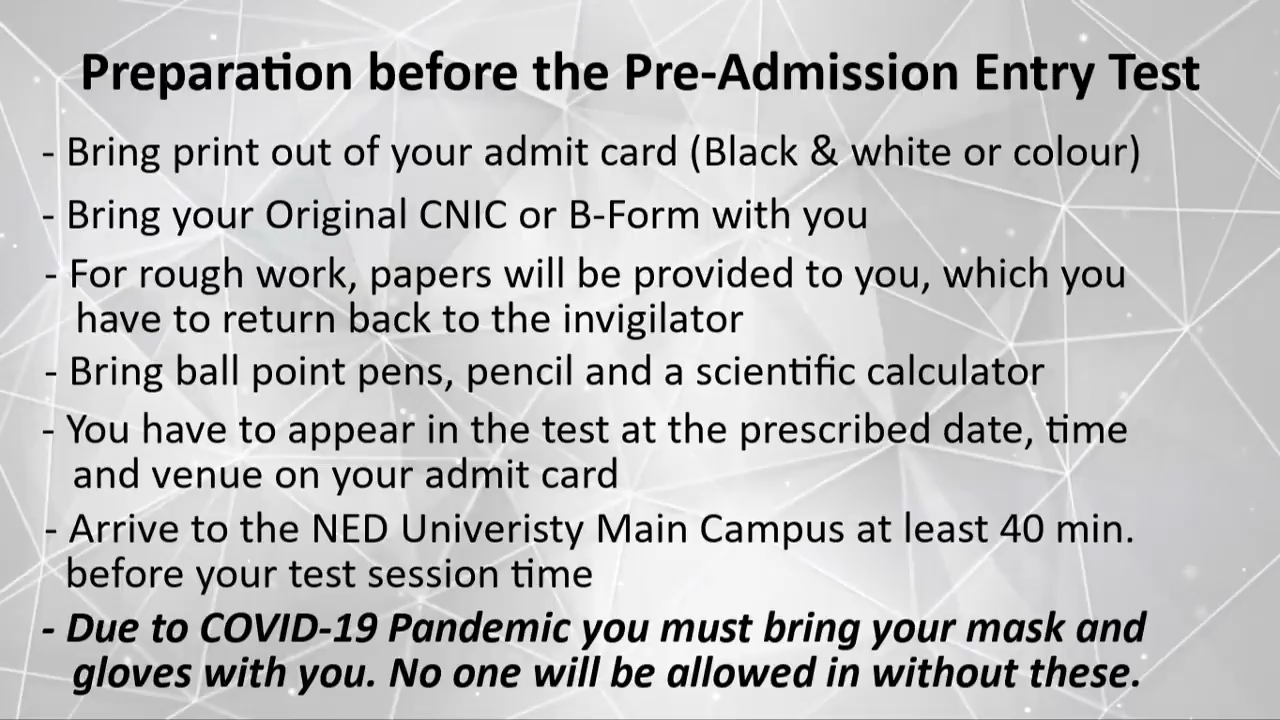 Preparation before the Pre-Admission Entry Test
- Bring print out of your admit card (Black & white or colour)
- Bring your Original CNIC or B-Form with you
- For rough work, papers will be provided to you, which you
have to return back to the invigilator
- Bring ball point pens, pencil and a scientific calculator
- You have to appear in the test at the prescribed date, time
and venue on your admit card
- Arrive to the NED Univeristy Main Campus at least 40 min.
before your test session time
- Due to COVID-19 Pandemic you must bring your mask and
gloves with you. No one will be allowed in without these.